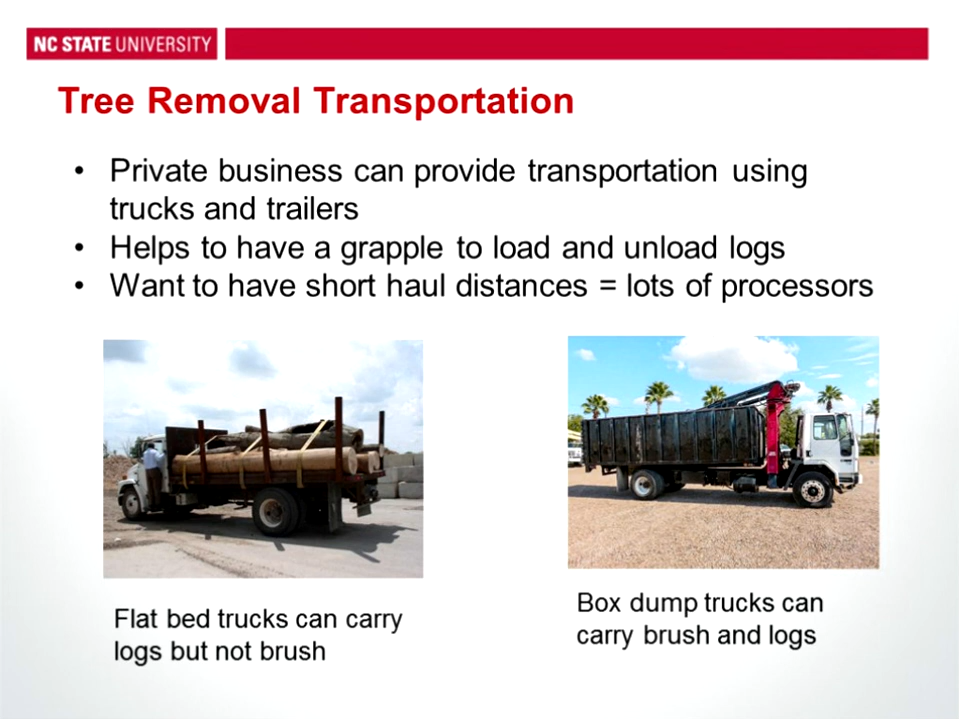 NC STATE UNIVERSITY
Tree Removal Transportation
• Private business can provide transportation using
trucks and trailers
• Helps to have a grapple to load and unload logs
• Want to have short haul distances = lots of processors
Flat bed trucks can carry
logs but not brush
Box dump trucks can
carry brush and logs